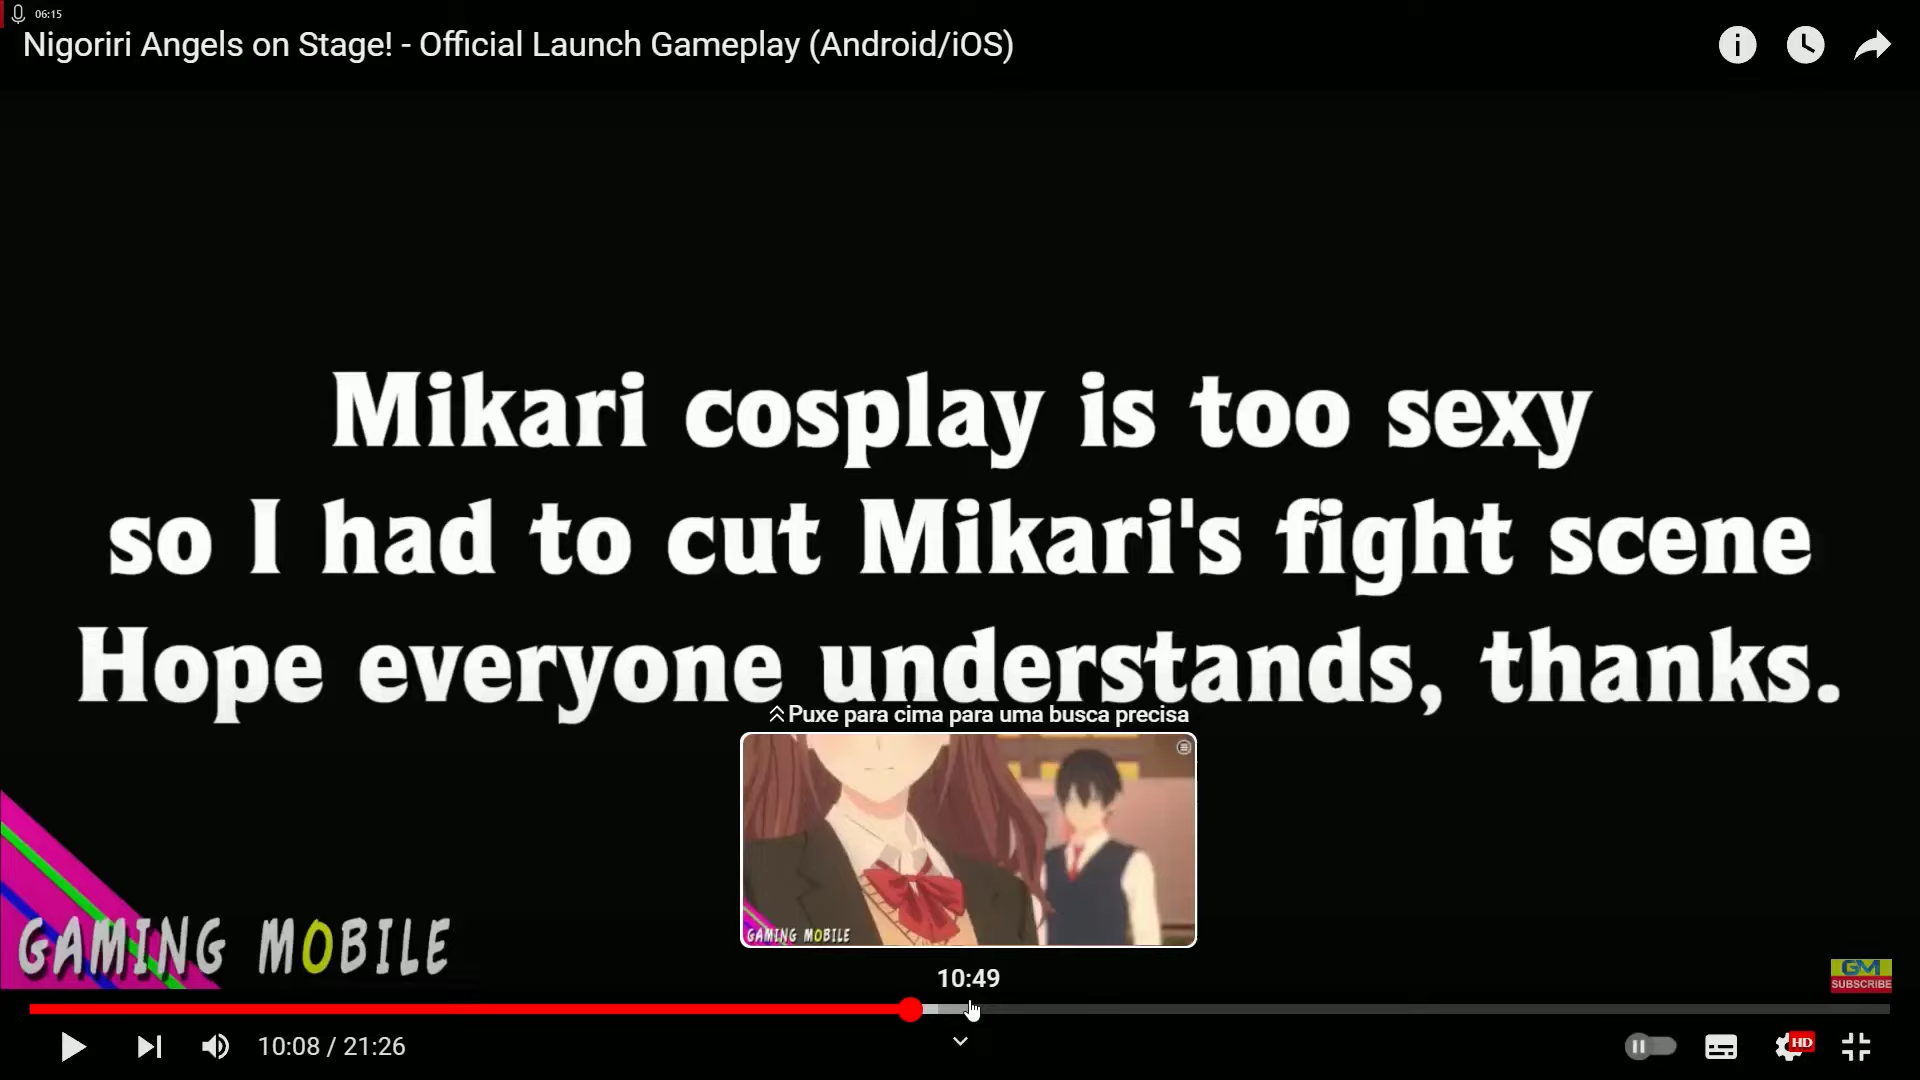 06:15
Nigoriri Angels on Stage! - Official Launch Gameplay (Android/iOS)
Mikari cosplay is too sexy
so I had to cut Mikari's fight scene
Hope everyone understands, thanks.
Puxe para cima para uma busca precisa
GAMING MOBILE
GAMING MOBILE
10:49
GM
SUBSCRIBE
10:08 / 21:26
HD